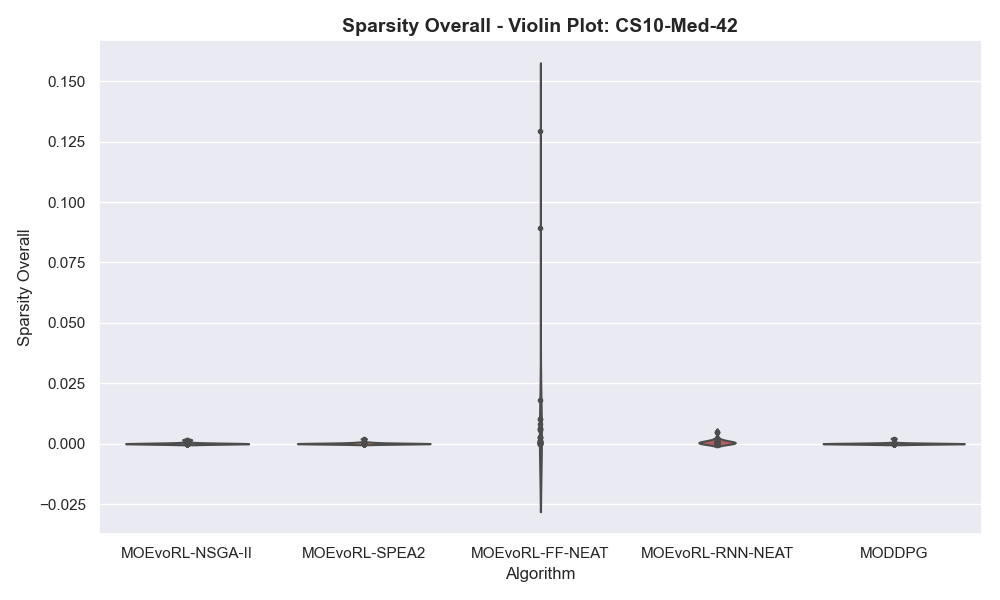 Sparsity Overall - Violin Plot: CS10-Med-42
Sparsity Overall
0.150
0.125
0.100
0.075
0.050
0.025
0.000
−0.025
MOEvoRL-NSGA-II
MOEvoRL-SPEA2
MOEvoRL-FF-NEAT
MOEvoRL-RNN-NEAT
MODDPG
Algorithm